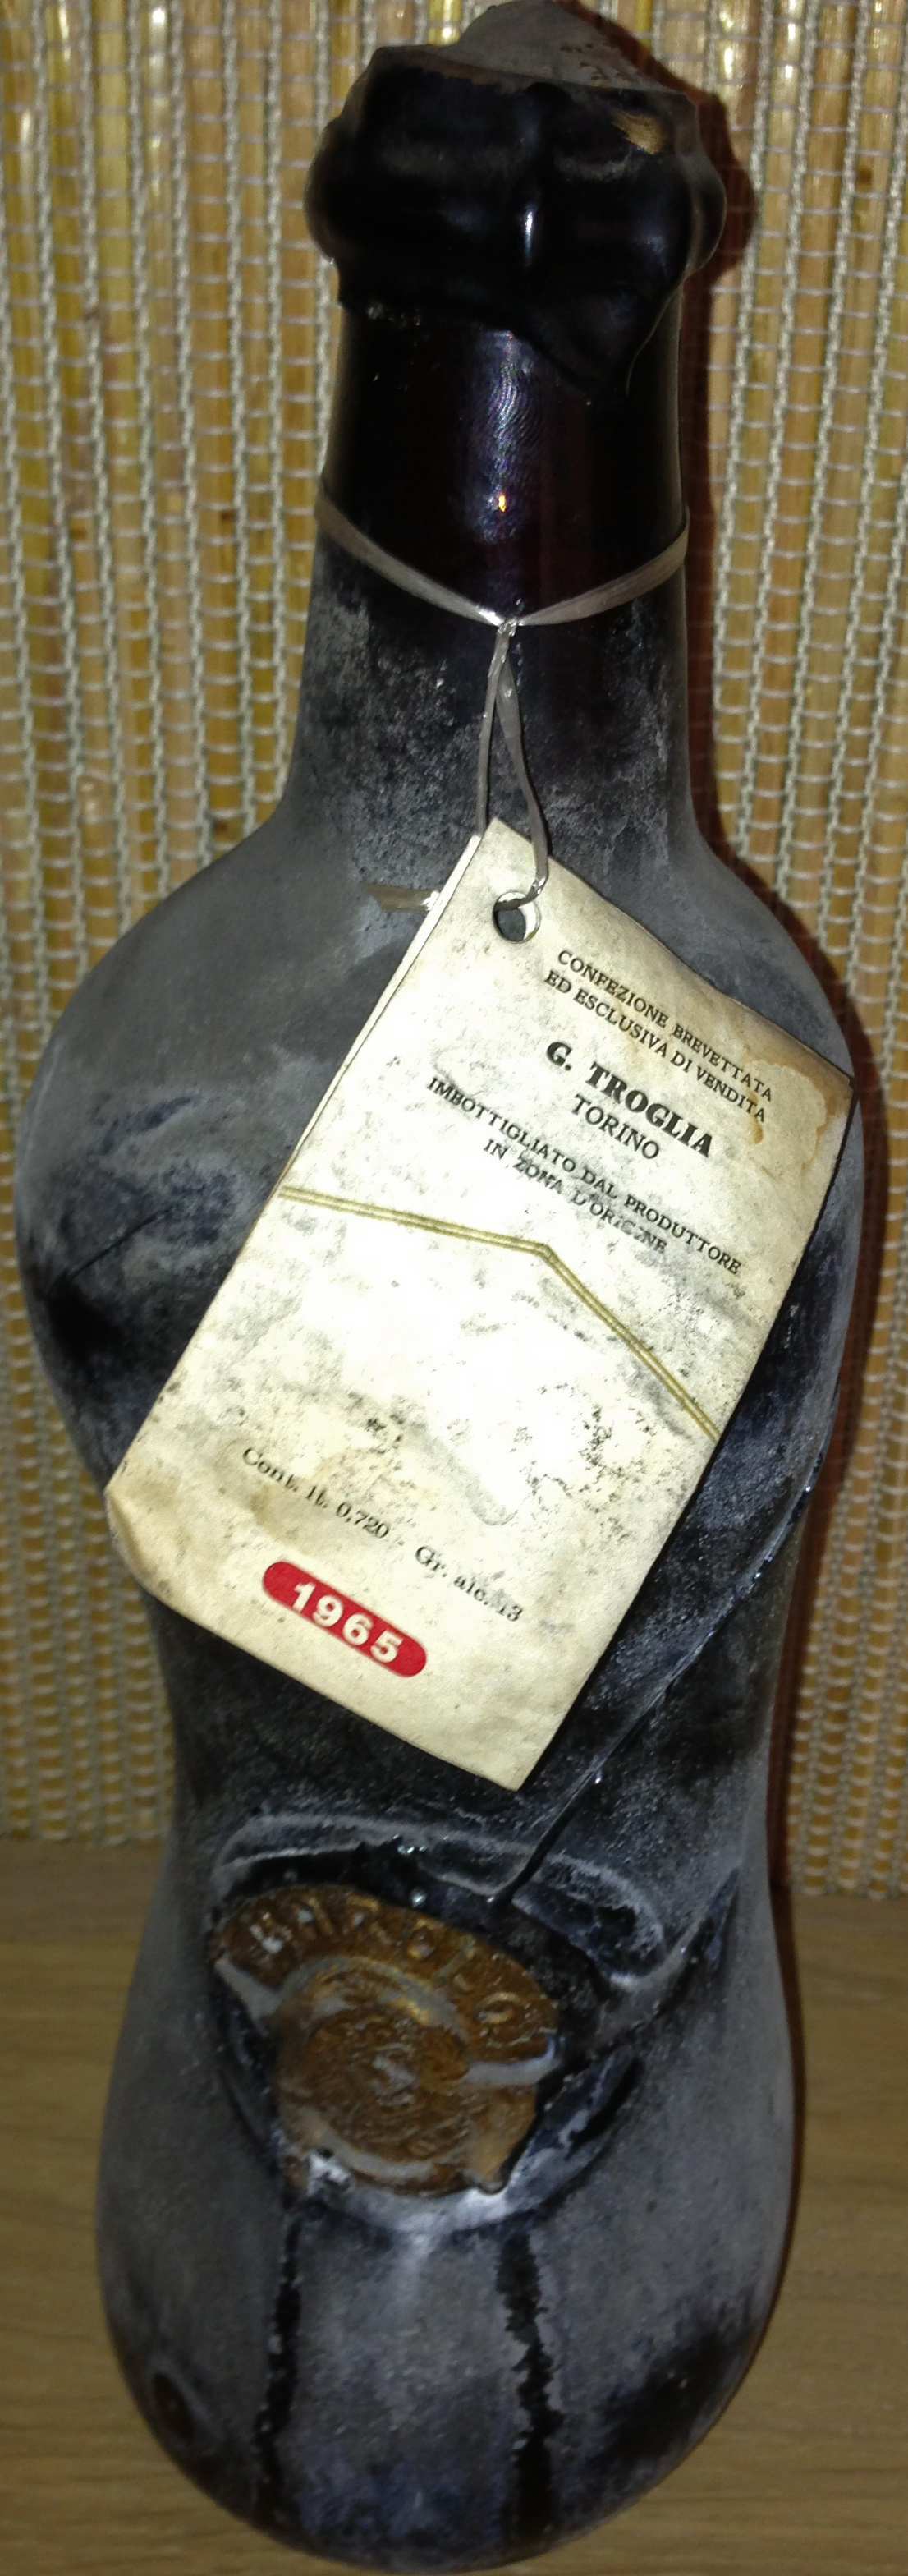 CONFEZIONE BREVETTATA
ED ESCLUSIVA DI VENDITA
G. TROGLIA
TORINO
IMBOTTIGLIATO DAL PRODUTTORE
IN ZONA D'ORIGINE
Cont. lt. 0,720 - Gr. alc. 13
1965
BAROLO